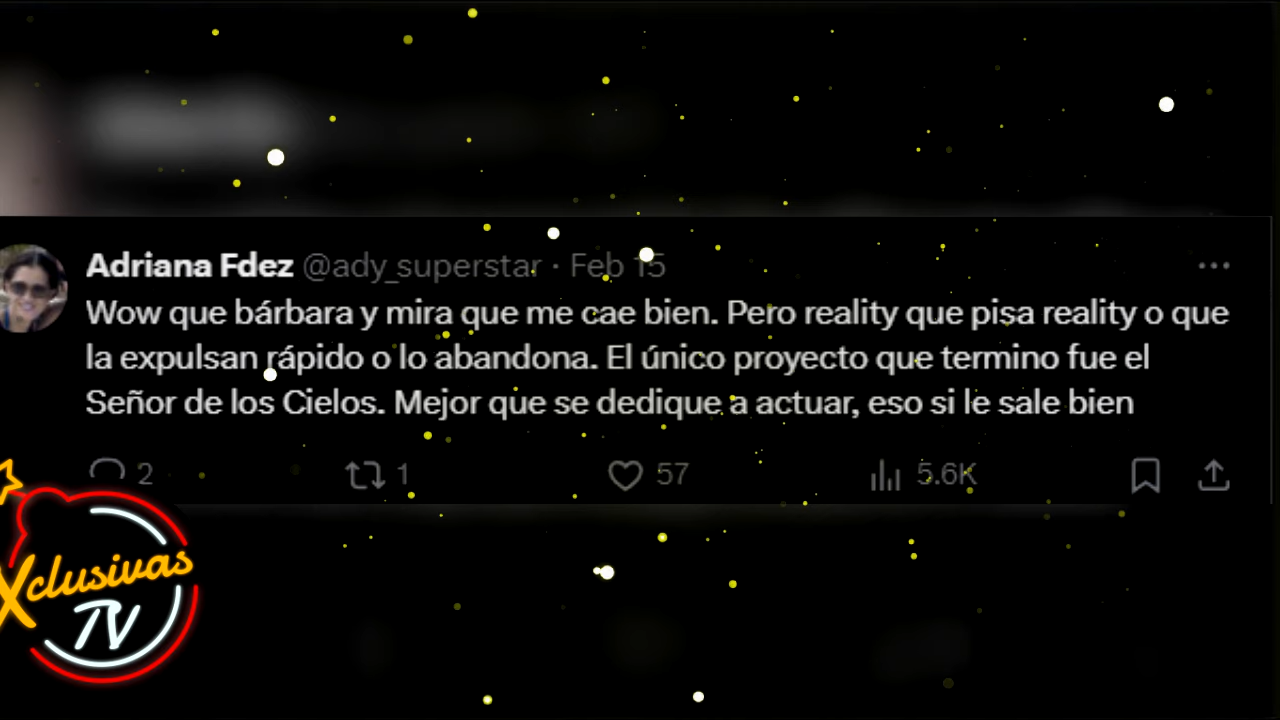 Adriana Fdez @ady_superstar · Feb 15
Wow que bárbara y mira que me cae bien. Pero reality que pisa reality o que
la expulsan rápido o lo abandona. El único proyecto que termino fue el
Señor de los Cielos. Mejor que se dedique a actuar, eso si le sale bien
2 1 57 5.6K
Xclusivas
TV